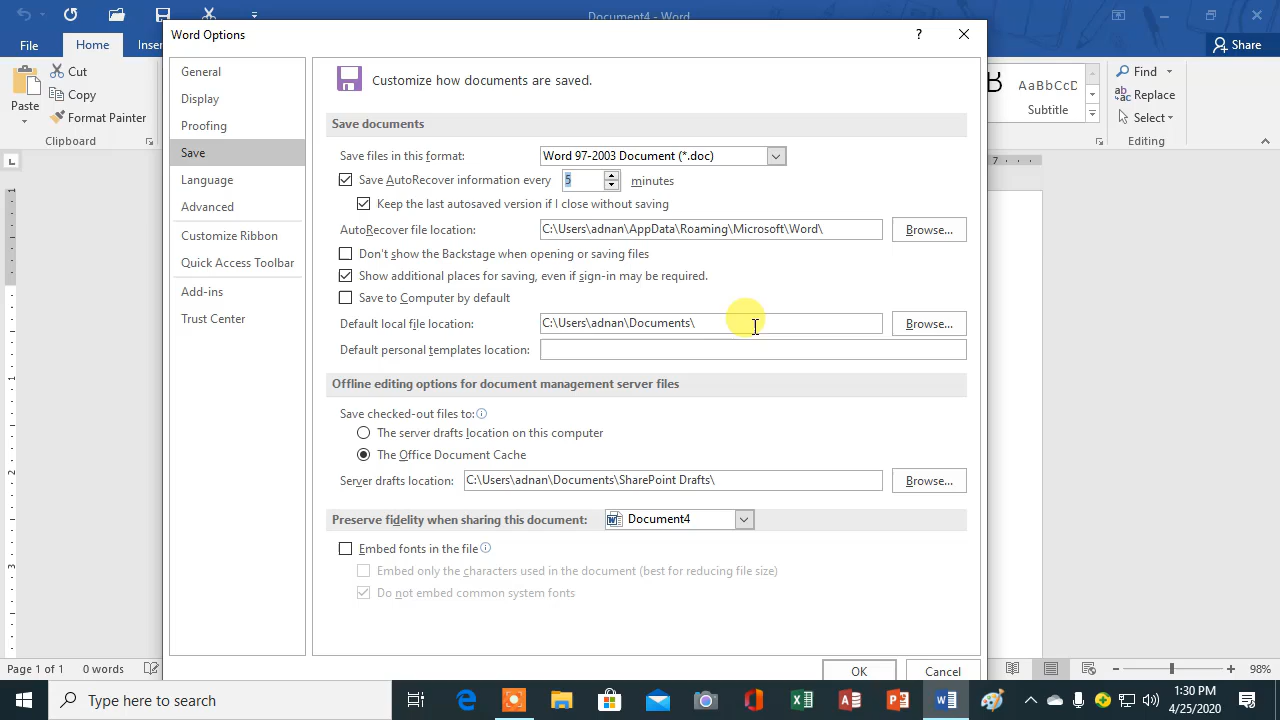 Document4 - Word
Word Options
?
File
Home
Inser
Share
Paste
Cut
Copy
Format Painter
Clipboard
AaBbCcD
Subtitle
Find
Replace
Select
Editing
General
Display
Proofing
Save
Language
Advanced
Customize Ribbon
Quick Access Toolbar
Add-ins
Trust Center
Customize how documents are saved.
Save documents
Save files in this format: Word 97-2003 Document (*.doc)
Save AutoRecover information every 5 minutes
Keep the last autosaved version if I close without saving
AutoRecover file location: C:\Users\adnan\AppData\Roaming\Microsoft\Word\ Browse...
Don't show the Backstage when opening or saving files
Show additional places for saving, even if sign-in may be required.
Save to Computer by default
Default local file location: C:\Users\adnan\Documents\ Browse...
Default personal templates location:
Offline editing options for document management server files
Save checked-out files to:
The server drafts location on this computer
The Office Document Cache
Server drafts location: C:\Users\adnan\Documents\SharePoint Drafts\ Browse...
Preserve fidelity when sharing this document: Document4
Embed fonts in the file
Embed only the characters used in the document (best for reducing file size)
Do not embed common system fonts
OK Cancel
7
1
2
3
Page 1 of 1 0 words
98%
Type here to search
1:30 PM
4/25/2020